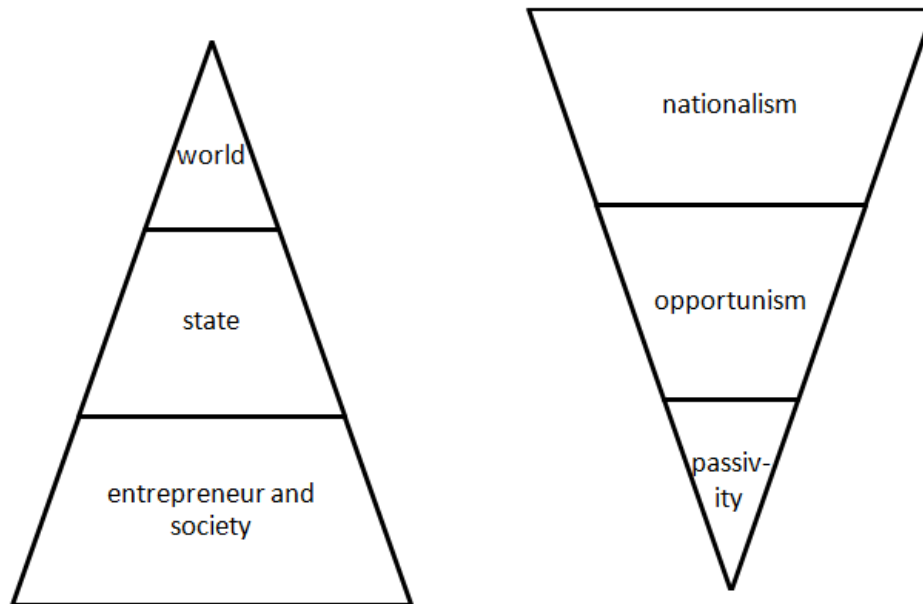 world
state
entrepreneur and
society
nationalism
opportunism
passiv-
ity